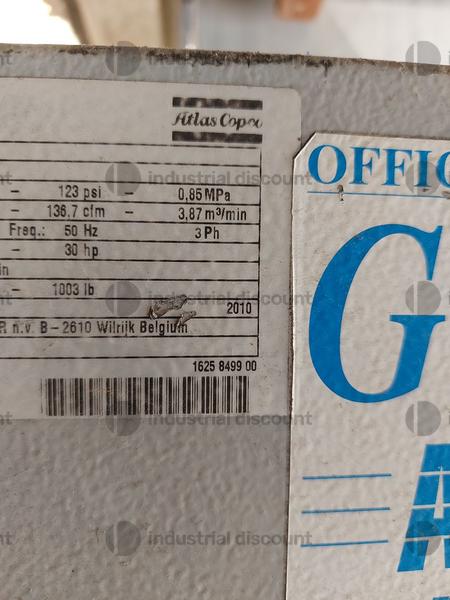 Atlas Copco
OFFIC
– 123 psi – 0,85 MPa
– 136.7 cfm – 3,87 m³/min
Freq.: 50 Hz 3 Ph
– 30 hp
in
– 1003 lb
2010
n.v. B – 2610 Wilrijk Belgium
1625 8499 00
G
A
industrial discount